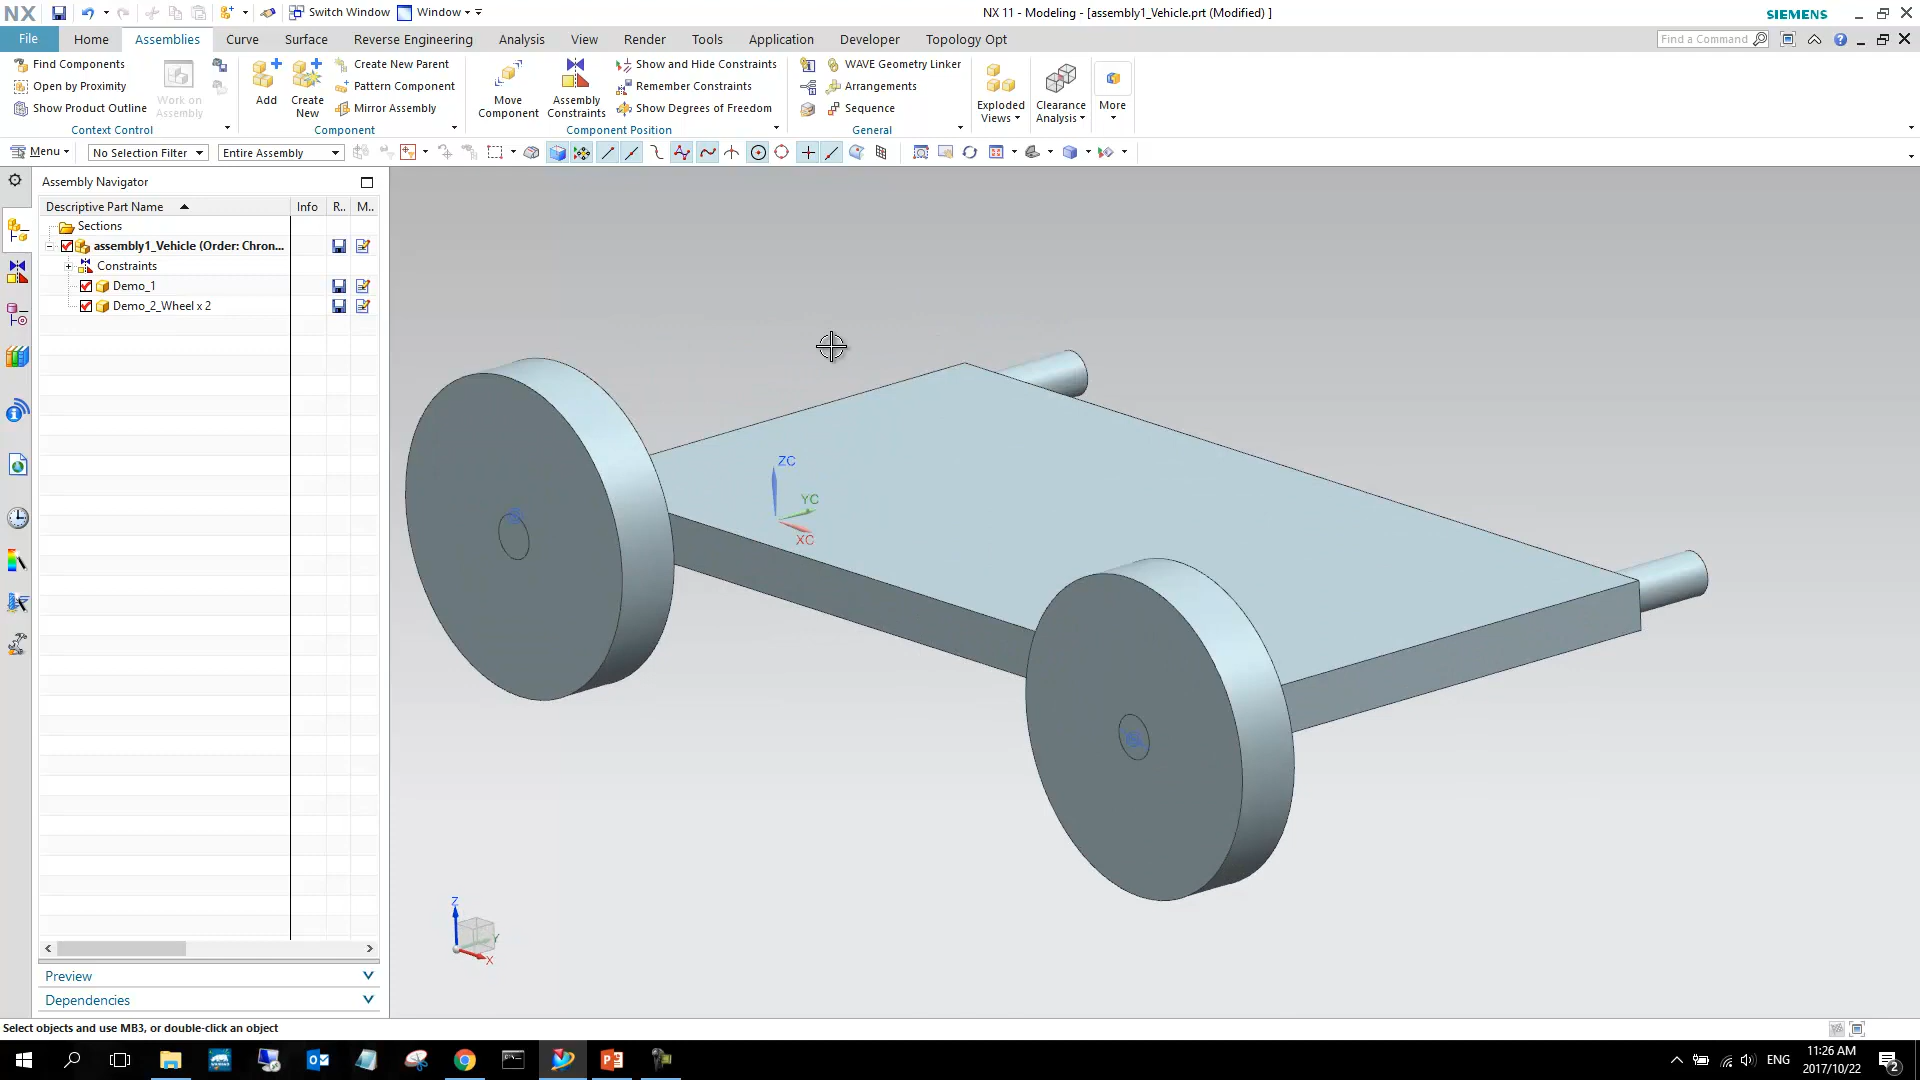 NX Switch Window Window NX 11 - Modeling - [assembly1_Vehicle.prt (Modified) ] SIEMENS
File Home Assemblies Curve Surface Reverse Engineering Analysis View Render Tools Application Developer Topology Opt Find a Command
Find Components
Open by Proximity
Show Product Outline
Context Control
Work on
Assembly
Add
Create
New
Create New Parent
Pattern Component
Mirror Assembly
Component
Move
Component
Assembly
Constraints
Show and Hide Constraints
Remember Constraints
Show Degrees of Freedom
Component Position
WAVE Geometry Linker
Arrangements
Sequence
General
Exploded
Views
Clearance
Analysis
More
Menu No Selection Filter Entire Assembly
Assembly Navigator
Descriptive Part Name Info R.. M..
Sections
assembly1_Vehicle (Order: Chron...
Constraints
Demo_1
Demo_2_Wheel x 2
ZC
YC
XC
Z
Y
X
Preview
Dependencies
Select objects and use MB3, or double-click an object
ENG
11:26 AM
2017/10/22
2